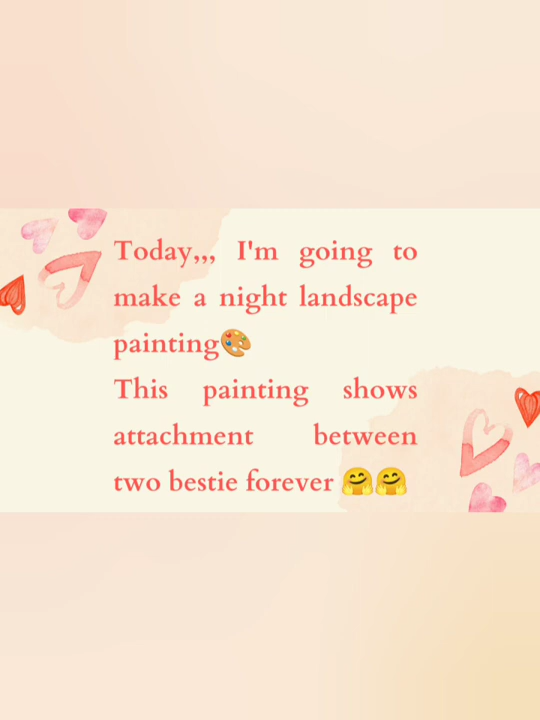 Today,,, I'm going to
make a night landscape
painting🎨
This painting shows
attachment between
two bestie forever 🤗🤗